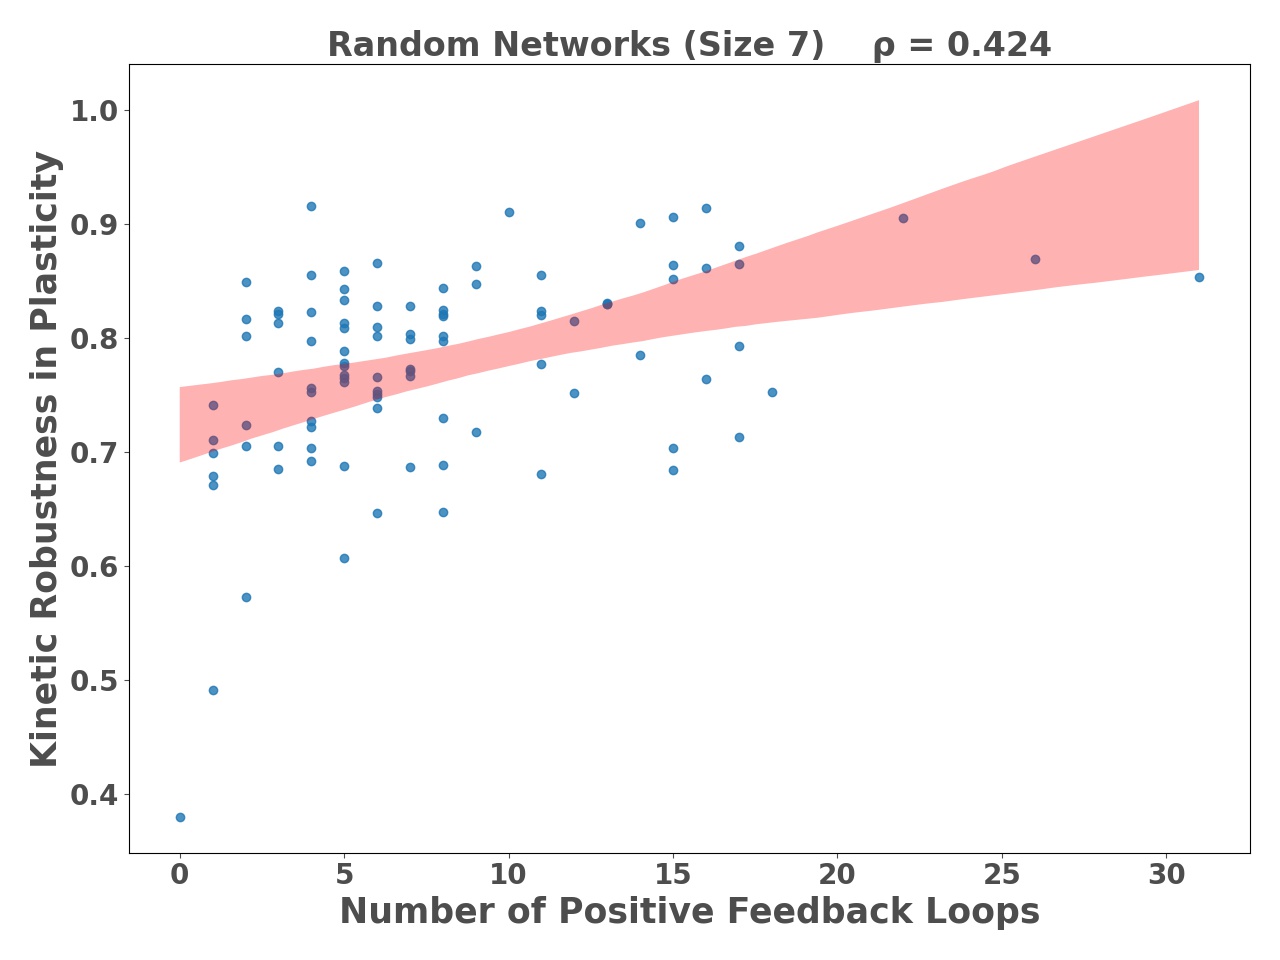 Random Networks (Size 7) ρ = 0.424
Kinetic Robustness in Plasticity
1.0
0.9
0.8
0.7
0.6
0.5
0.4
0 5 10 15 20 25 30
Number of Positive Feedback Loops